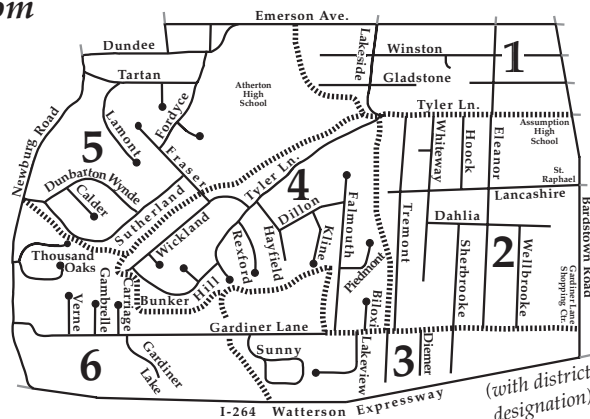 om
Emerson Ave.
Dundee
Lakeside
Winston
1
Tartan
Gladstone
Atherton
High
School
Tyler Ln.
Newburg Road
Lamont
Fordyce
5
Fraser
Assumption
High
School
Whiteway
Hoock
Eleanor
St.
Raphael
Dunbarton Wynde
Calder
Sutherland
Tyler Ln.
4
Lancashire
Bardstown Road
Wickland
Dillon
Falmouth
Tremont
Dahlia
Rexford
Hayfield
Kline
2
Thousand
Oaks
Piedmont
Sherbrooke
Wellbrooke
Gardiner Lane
Shopping Ctr.
Bunker Hill
Verne
Gambrelle
Carriage
Biloxi
Gardiner Lane
6
Gardiner
Lake
Sunny
Lakeview
3
Diemer
I-264 Watterson Expressway
(with district
designation)